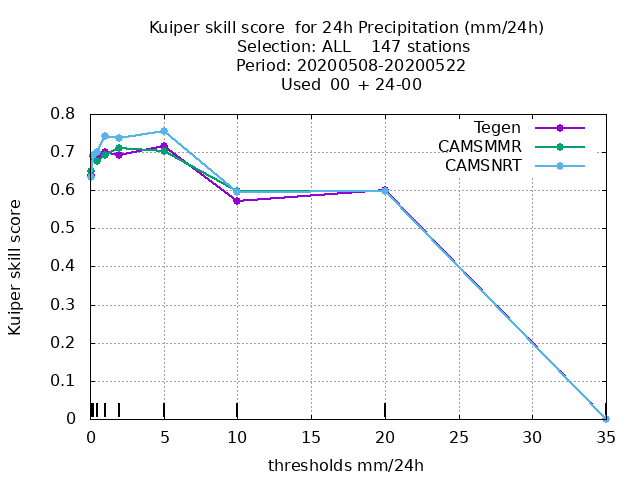 Kuiper skill score  for 24h Precipitation (mm/24h)
Selection: ALL    147 stations
Period: 20200508-20200522
Used  00 + 24-00
Tegen
CAMSMMR
CAMSNRT
Kuiper skill score
0.8
0.7
0.6
0.5
0.4
0.3
0.2
0.1
0
0 5 10 15 20 25 30 35
thresholds mm/24h